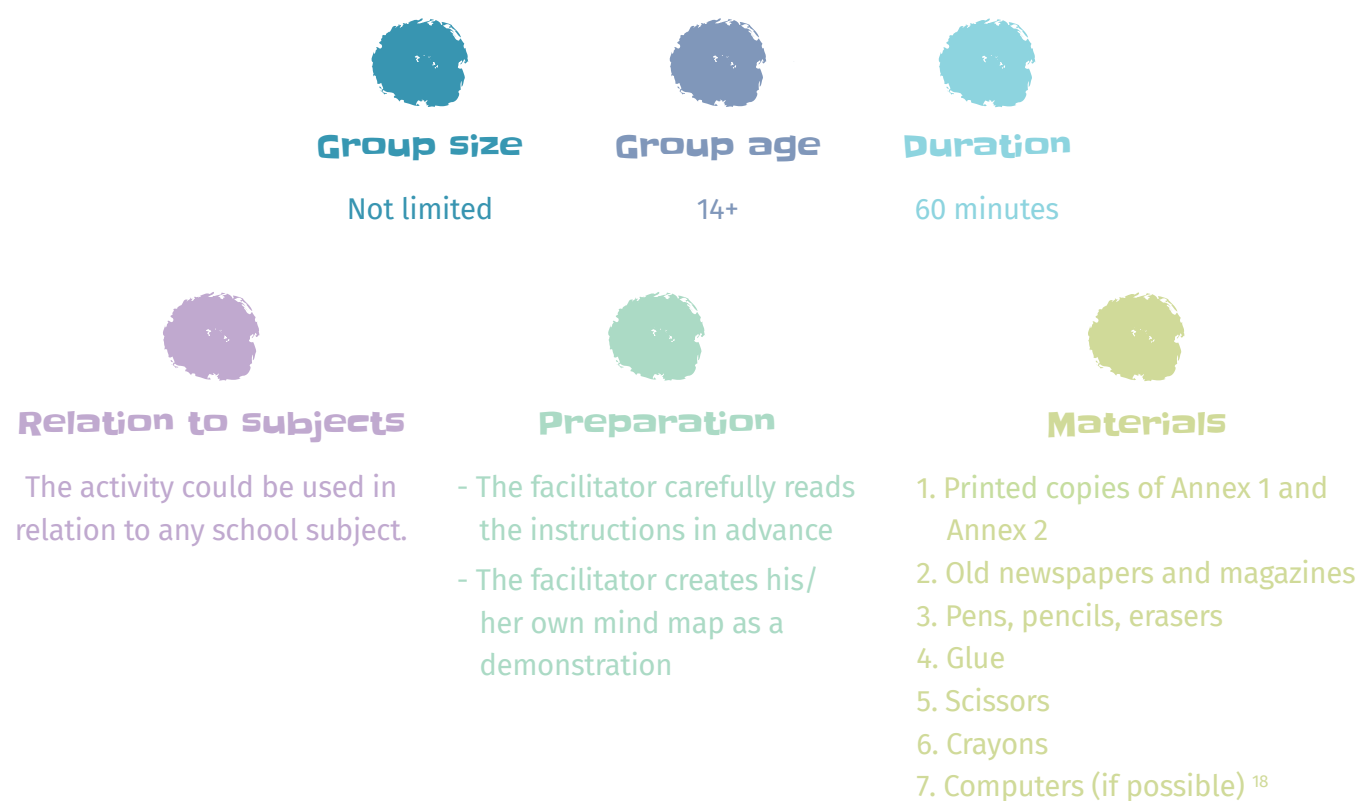 Group size
Not limited
Group age
14+
Duration
60 minutes
Relation to subjects
The activity could be used in
relation to any school subject.
Preparation
- The facilitator carefully reads
the instructions in advance
- The facilitator creates his/
her own mind map as a
demonstration
Materials
1. Printed copies of Annex 1 and
Annex 2
2. Old newspapers and magazines
3. Pens, pencils, erasers
4. Glue
5. Scissors
6. Crayons
7. Computers (if possible) 18